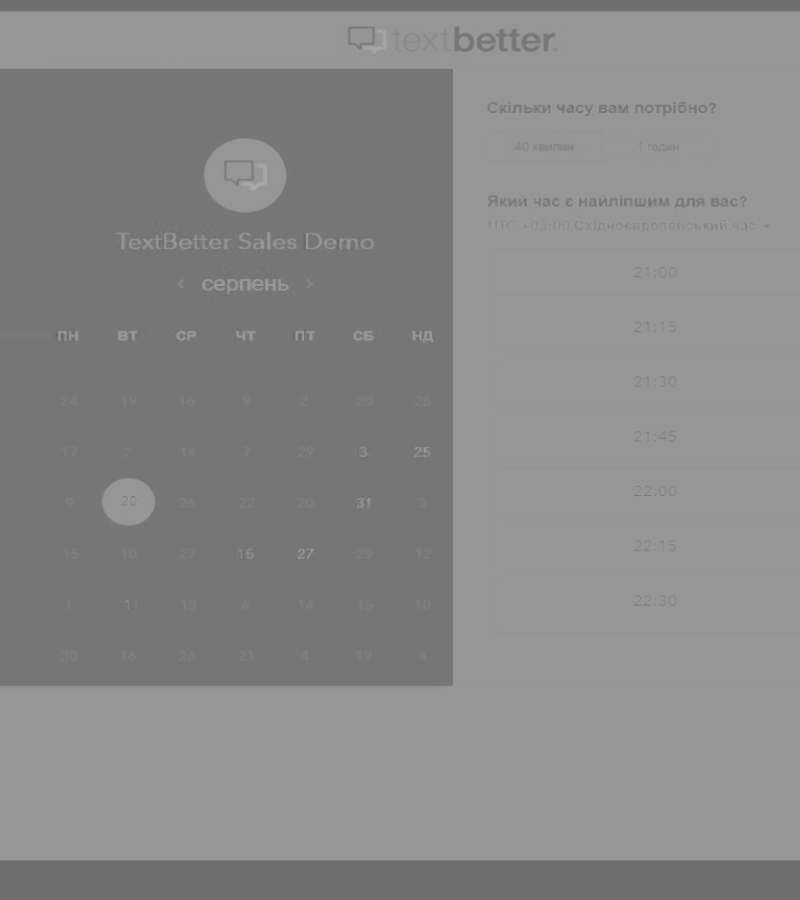 textbetter.
TextBetter Sales Demo
< серпень >
ПН ВТ СР ЧТ ПТ СБ НД
24 19 16 9 2 20 26
17 2 14 7 29 3 25
9 20 26 22 20 31 3
15 10 27 15 27 29 12
1 1 13 6 14 15 10
30 16 26 21 4 19 4
Скільки часу вам потрібно?
40 хвилин 1 годин
Який час є найліпшим для вас?
UTC +03:00 Східноєвропейський час
21:00
21:15
21:30
21:45
22:00
22:15
22:30